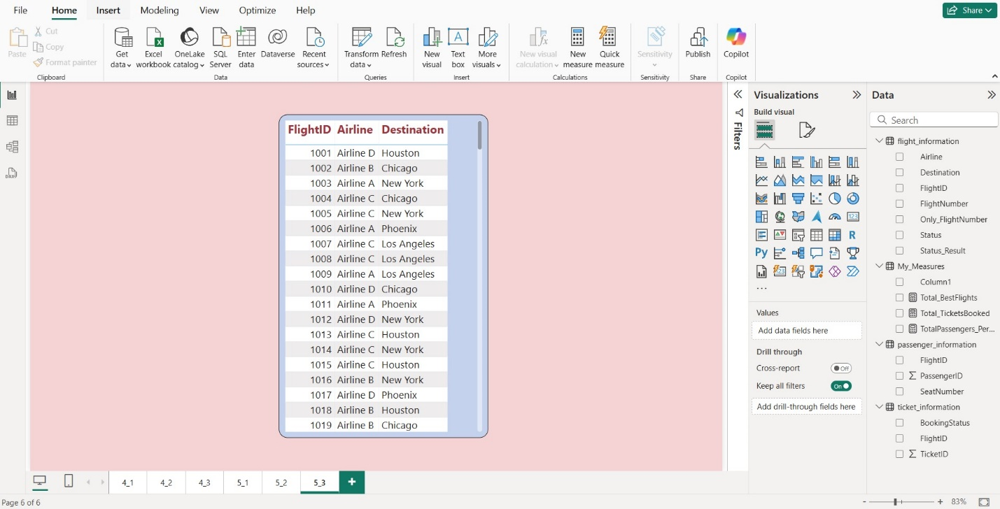 File Home Insert Modeling View Optimize Help Share
Paste Cut
Copy
Format painter
Clipboard
Get data
Excel workbook
OneLake catalog
SQL Server
Enter data
Dataverse
Recent sources
Data
Transform data
Refresh
Queries
New visual
Text box
More visuals
Insert
New visual calculation
New measure
Quick measure
Calculations
Sensitivity
Sensitivity
Publish
Share
Copilot
Copilot
FlightID Airline Destination
1001 Airline D Houston
1002 Airline B Chicago
1003 Airline A New York
1004 Airline C Chicago
1005 Airline C New York
1006 Airline A Phoenix
1007 Airline C Los Angeles
1008 Airline C Los Angeles
1009 Airline A Los Angeles
1010 Airline D Chicago
1011 Airline A Phoenix
1012 Airline D New York
1013 Airline C Houston
1014 Airline C New York
1015 Airline C Houston
1016 Airline B New York
1017 Airline D Phoenix
1018 Airline B Houston
1019 Airline B Chicago
Filters
Visualizations
Build visual
123
R
Py
...
Values
Add data fields here
Drill through
Cross-report Off
Keep all filters On
Add drill-through fields here
Data
Search
flight_information
Airline
Destination
FlightID
FlightNumber
Only_FlightNumber
Status
Status_Result
My_Measures
Column1
Total_BestFlights
Total_TicketsBooked
TotalPassengers_Per...
passenger_information
FlightID
PassengerID
SeatNumber
ticket_information
BookingStatus
FlightID
TicketID
4_1 4_2 4_3 5_1 5_2 5_3 +
Page 6 of 6 - + 83%